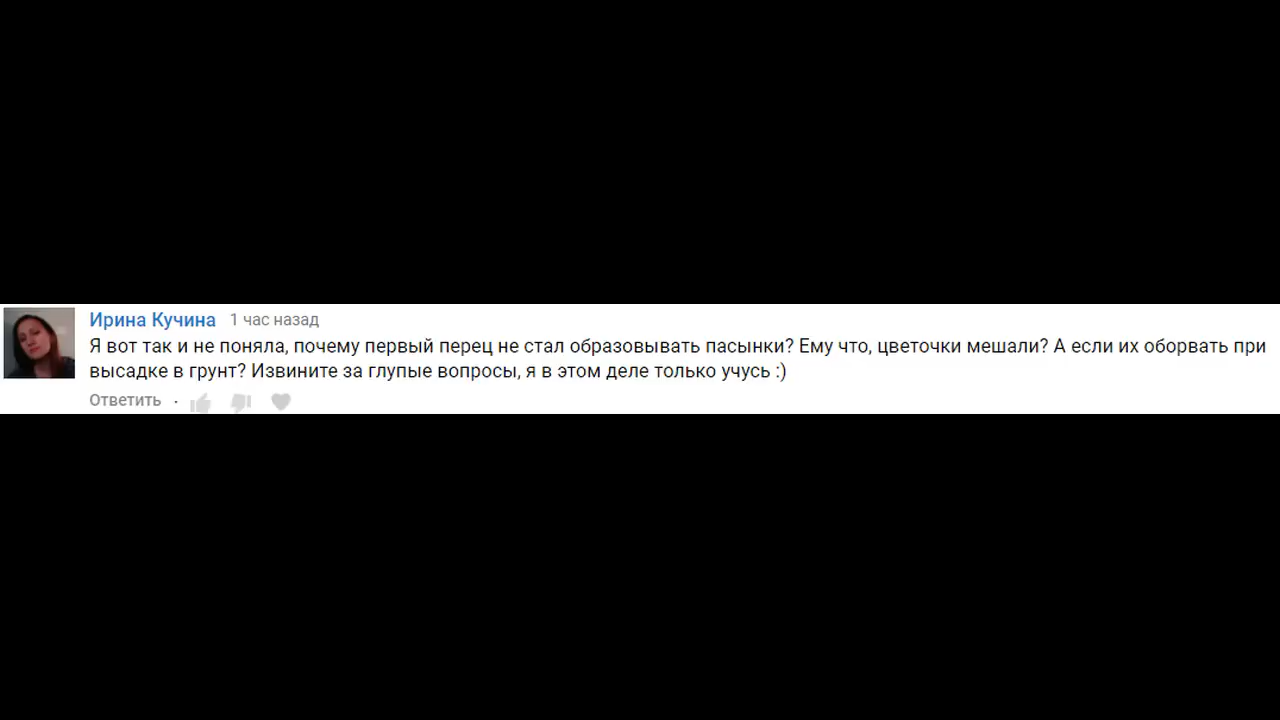 Ирина Кучина 1 час назад
Я вот так и не поняла, почему первый перец не стал образовывать пасынки? Ему что, цветочки мешали? А если их оборвать при
высадке в грунт? Извините за глупые вопросы, я в этом деле только учусь :)
Ответить ·